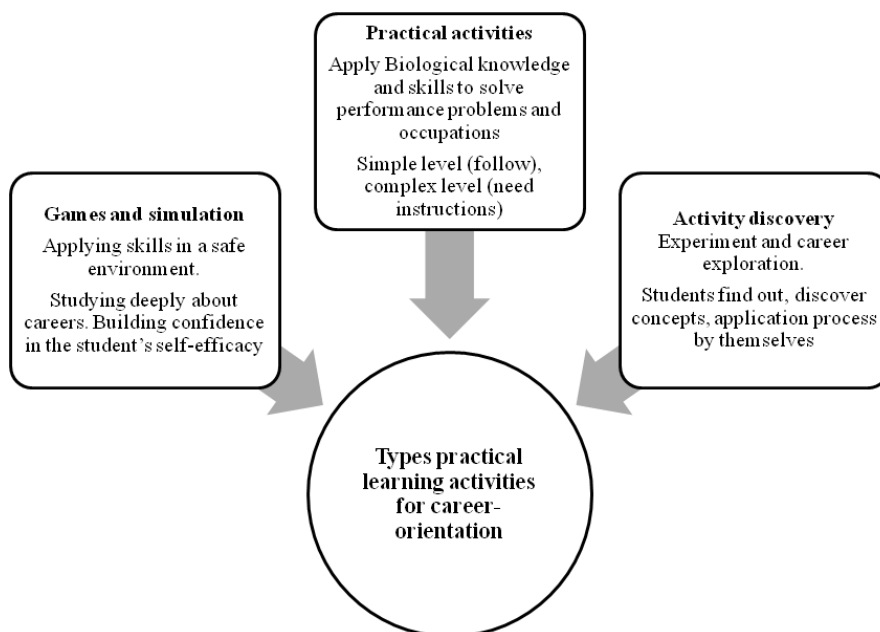 Practical activities
Apply Biological knowledge
and skills to solve
performance problems and
occupations
Simple level (follow),
complex level (need
instructions)
Games and simulation
Applying skills in a safe
environment.
Studying deeply about
careers. Building confidence
in the student’s self-efficacy
Activity discovery
Experiment and career
exploration.
Students find out, discover
concepts, application process
by themselves
Types practical
learning activities
for career-
orientation